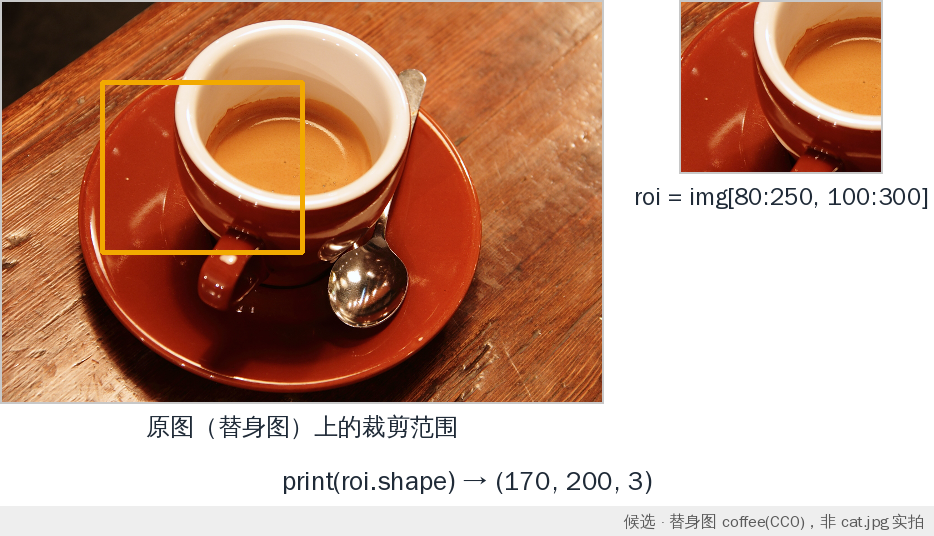 roi = img[80:250, 100:300]
原图（替身图）上的裁剪范围
print(roi.shape) → (170, 200, 3)
候选 · 替身图 coffee(CC0)，非 cat.jpg 实拍